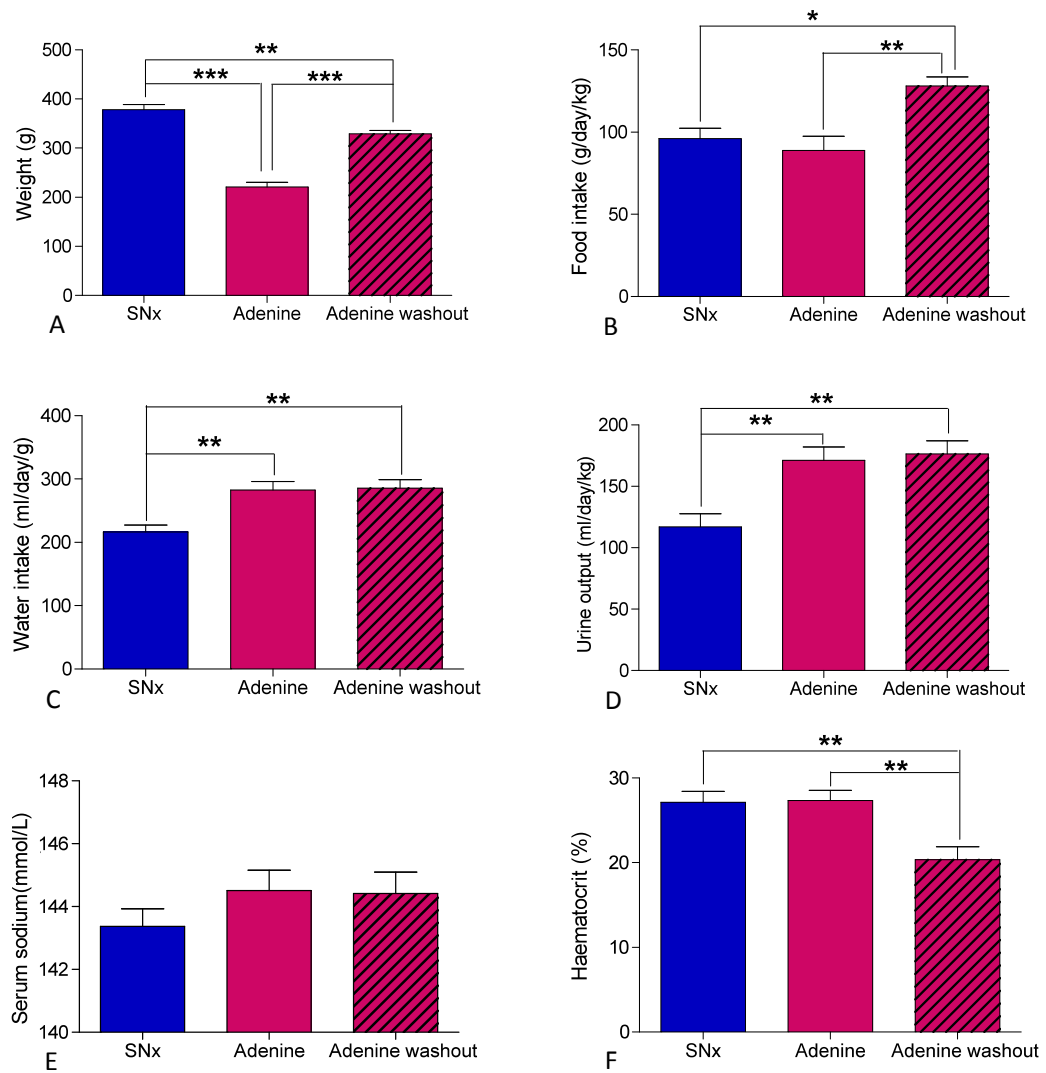 **
***
***
500
400
300
200
100
0
Weight (g)
SNx
Adenine
Adenine washout
A
*
**
150
100
50
0
Food intake (g/day/kg)
SNx
Adenine
Adenine washout
B
**
**
400
300
200
100
0
Water intake (ml/day/g)
SNx
Adenine
Adenine washout
C
**
**
200
150
100
50
0
Urine output (ml/day/kg)
SNx
Adenine
Adenine washout
D
148
146
144
142
140
Serum sodium(mmol/L)
SNx
Adenine
Adenine washout
E
**
**
30
20
10
0
Haematocrit (%)
SNx
Adenine
Adenine washout
F